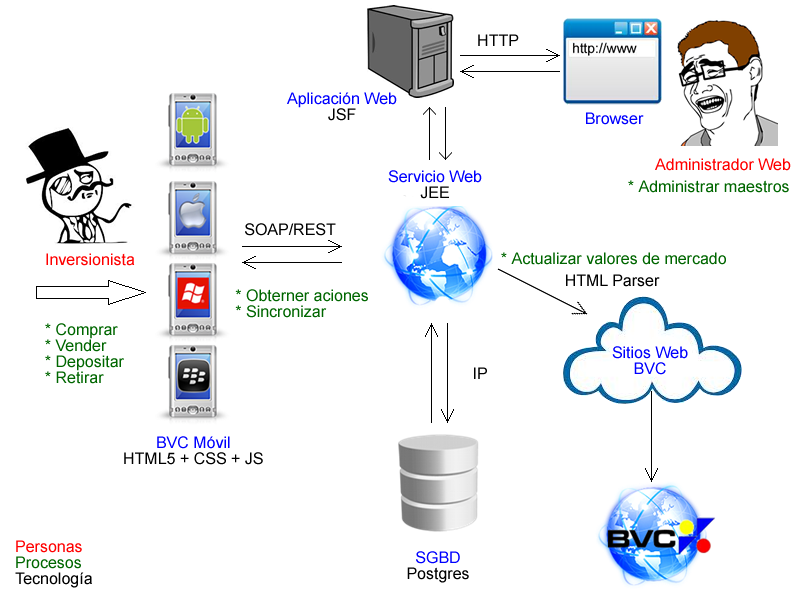 HTTP
http://www
Aplicación Web
JSF
Browser
Administrador Web
* Administrar maestros
Servicio Web
JEE
Inversionista
SOAP/REST
* Obterner aciones
* Sincronizar
* Actualizar valores de mercado
HTML Parser
* Comprar
* Vender
* Depositar
* Retirar
Sitios Web
BVC
IP
BVC Móvil
HTML5 + CSS + JS
BVC
SGBD
Postgres
Personas
Procesos
Tecnología